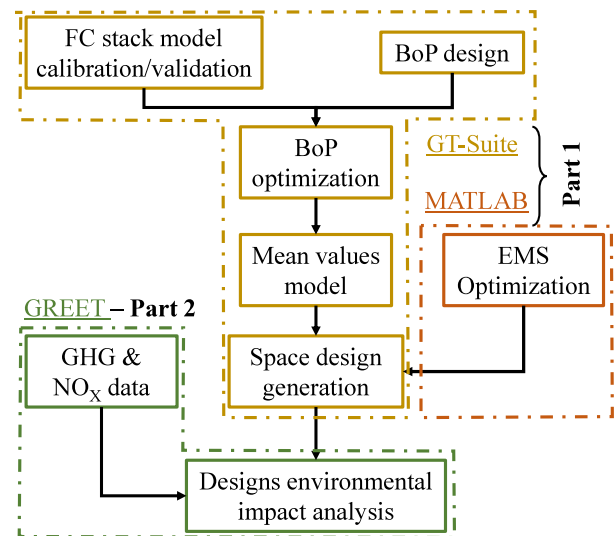 FC stack model
calibration/validation
BoP design
BoP
optimization
GT-Suite
MATLAB
Part 1
Mean values
model
EMS
Optimization
GREET – Part 2
GHG &
NOX data
Space design
generation
Designs environmental
impact analysis